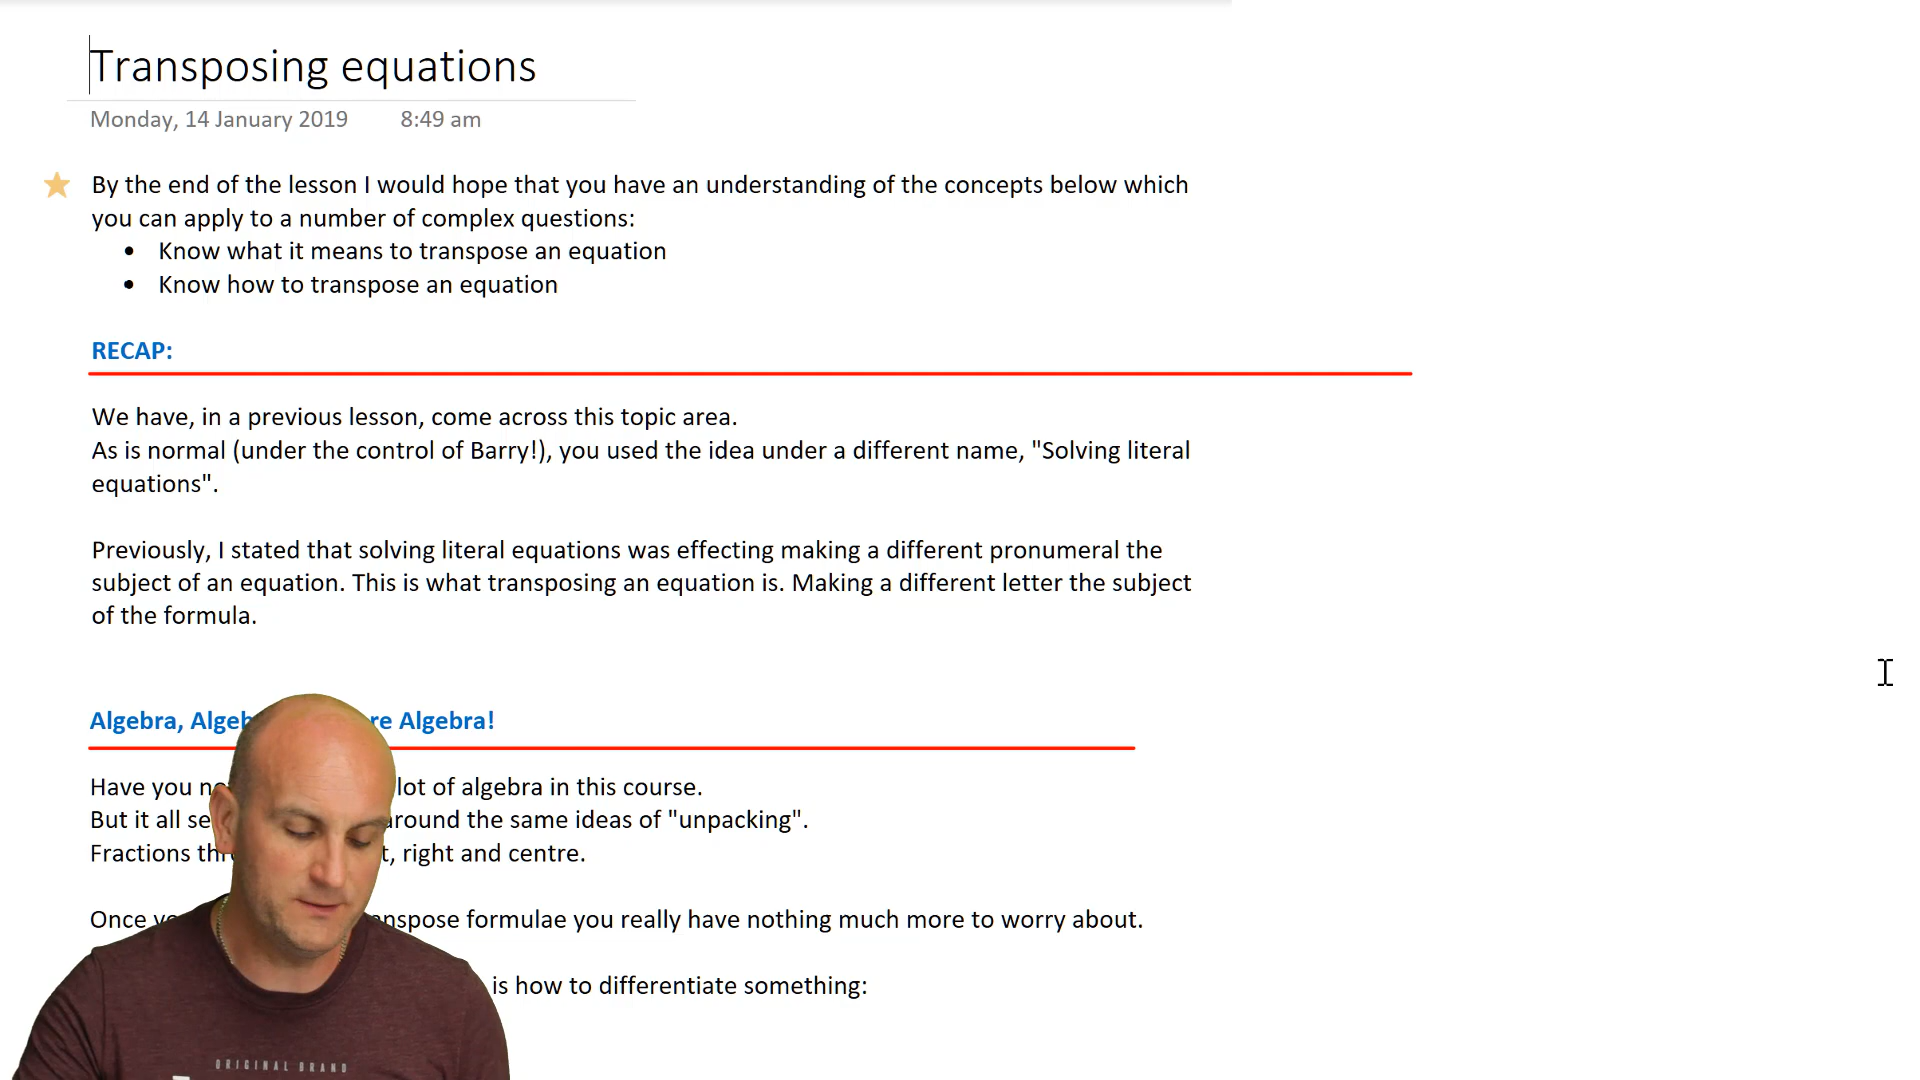 Transposing equations
Monday, 14 January 2019 8:49 am
By the end of the lesson I would hope that you have an understanding of the concepts below which
you can apply to a number of complex questions:
• Know what it means to transpose an equation
• Know how to transpose an equation
RECAP:
We have, in a previous lesson, come across this topic area.
As is normal (under the control of Barry!), you used the idea under a different name, "Solving literal
equations".
Previously, I stated that solving literal equations was effecting making a different pronumeral the
subject of an equation. This is what transposing an equation is. Making a different letter the subject
of the formula.
Algebra, Algebra!
Have you lot of algebra in this course.
But it all around the same ideas of "unpacking".
Fractions right and centre.
Once formulae you really have nothing much more to worry about.
is how to differentiate something:
ORIGINAL BRAND